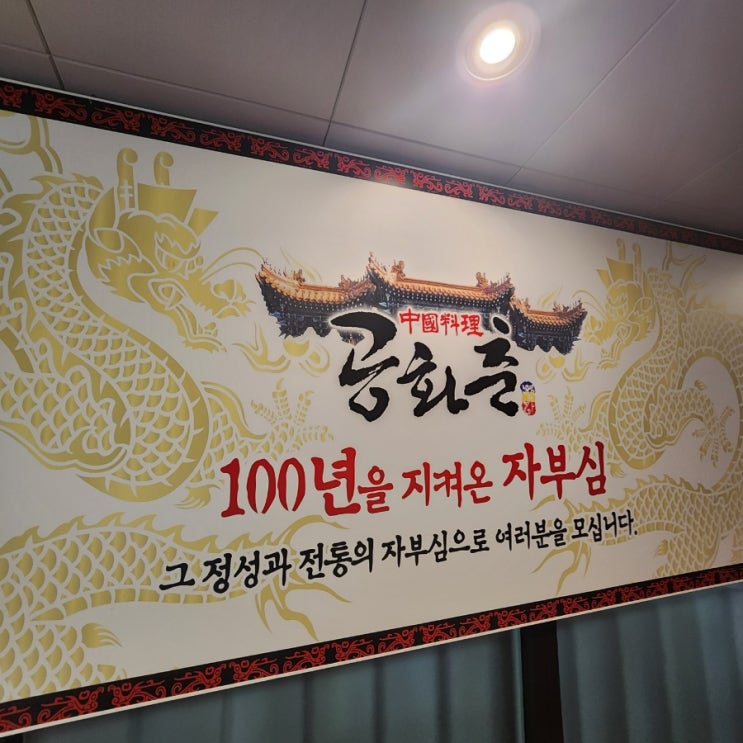 中國料理
공화춘
100년을 지켜온 자부심
그 정성과 전통의 자부심으로 여러분을 모십니다.